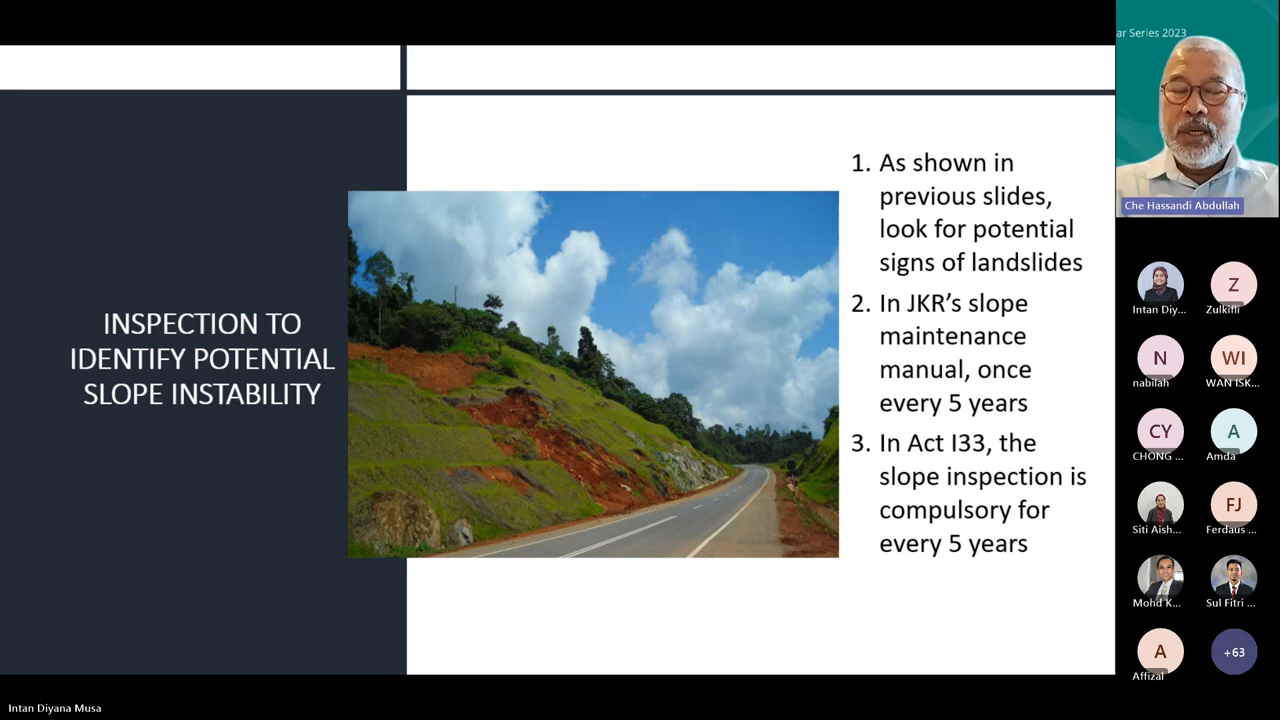 ar Series 2023
INSPECTION TO
IDENTIFY POTENTIAL
SLOPE INSTABILITY
1. As shown in
previous slides,
look for potential
signs of landslides
2. In JKR’s slope
maintenance
manual, once
every 5 years
3. In Act I33, the
slope inspection is
compulsory for
every 5 years
Che Hassandi Abdullah
Intan Diy...
Z
Zulkifli
N
nabilah
WI
WAN ISK...
CY
CHONG ...
A
Amda
Siti Aish...
FJ
Ferdaus ...
Mohd K...
Sul Fitri ...
A
Affizal
+63
Intan Diyana Musa